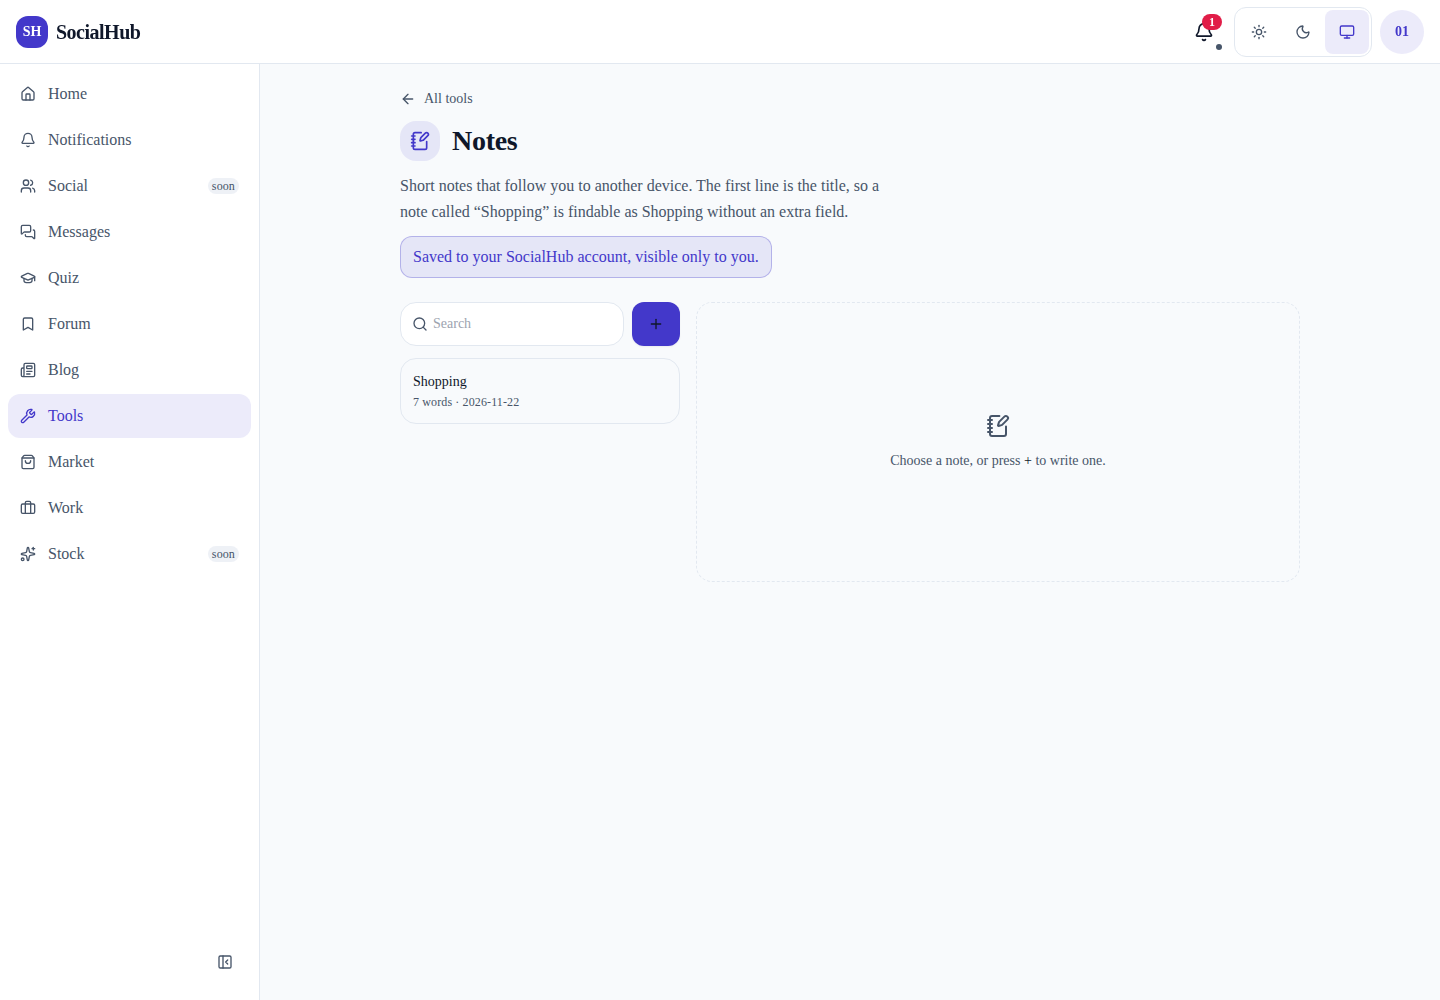 SH SocialHub
1
01
Home
Notifications
Social soon
Messages
Quiz
Forum
Blog
Tools
Market
Work
Stock soon
All tools
Notes
Short notes that follow you to another device. The first line is the title, so a
note called “Shopping” is findable as Shopping without an extra field.
Saved to your SocialHub account, visible only to you.
Search
+
Shopping
7 words · 2026-11-22
Choose a note, or press + to write one.